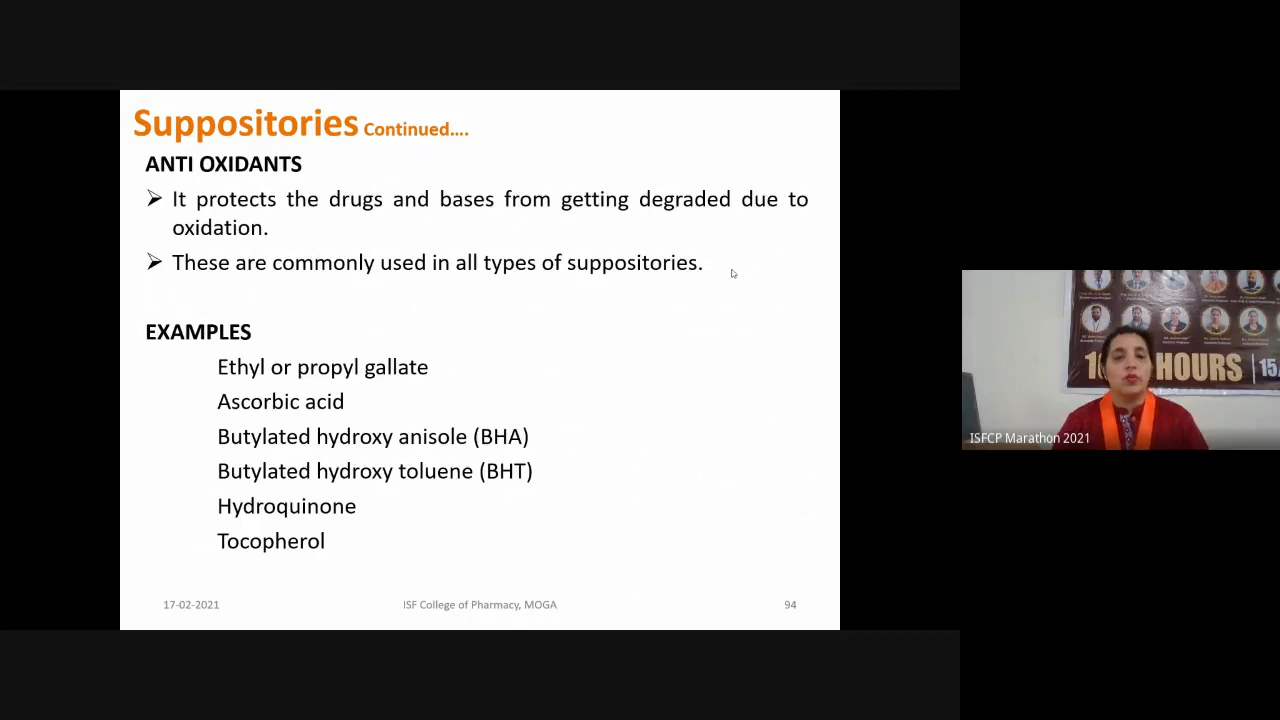 Suppositories Continued....
ANTI OXIDANTS
It protects the drugs and bases from getting degraded due to
oxidation.
These are commonly used in all types of suppositories.
EXAMPLES
Ethyl or propyl gallate
Ascorbic acid
Butylated hydroxy anisole (BHA)
Butylated hydroxy toluene (BHT)
Hydroquinone
Tocopherol
17-02-2021
ISF College of Pharmacy, MOGA
94
HOURS
15
ISFCP Marathon 2021